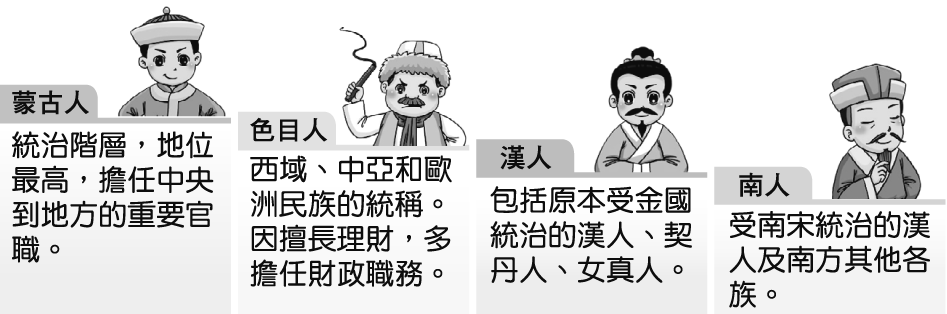 蒙古人
統治階層，地位
最高，擔任中央
到地方的重要官
職。
色目人
西域、中亞和歐
洲民族的統稱。
因擅長理財，多
擔任財政職務。
漢人
包括原本受金國
統治的漢人、契
丹人、女真人。
南人
受南宋統治的漢
人及南方其他各
族。